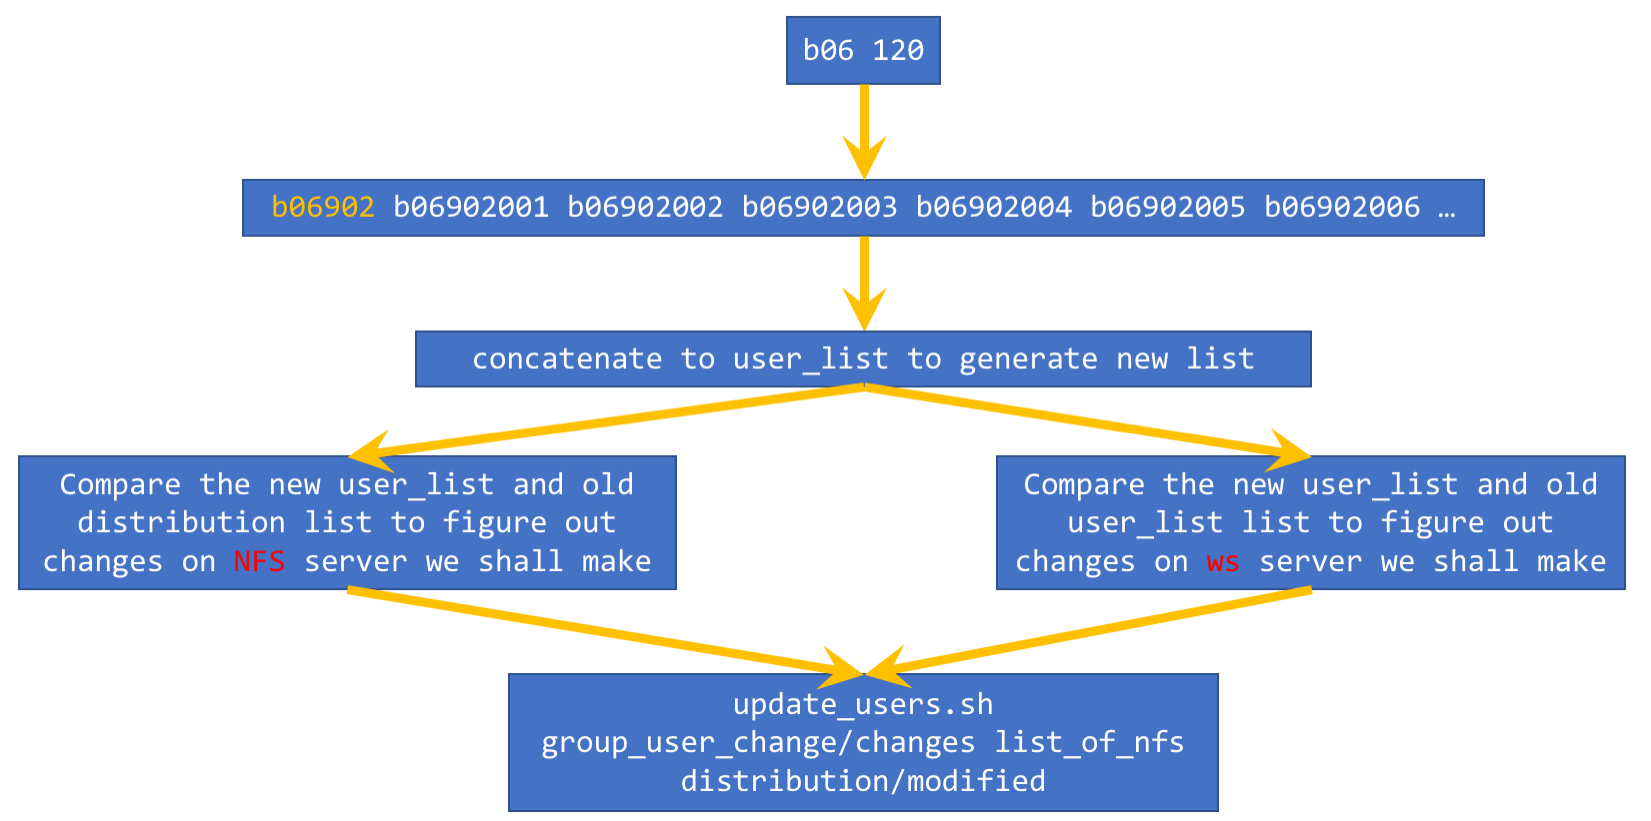 b06 120
b06902 b06902001 b06902002 b06902003 b06902004 b06902005 b06902006 …
concatenate to user_list to generate new list
Compare the new user_list and old
distribution list to figure out
changes on NFS server we shall make
Compare the new user_list and old
user_list list to figure out
changes on ws server we shall make
update_users.sh
group_user_change/changes list_of_nfs
distribution/modified